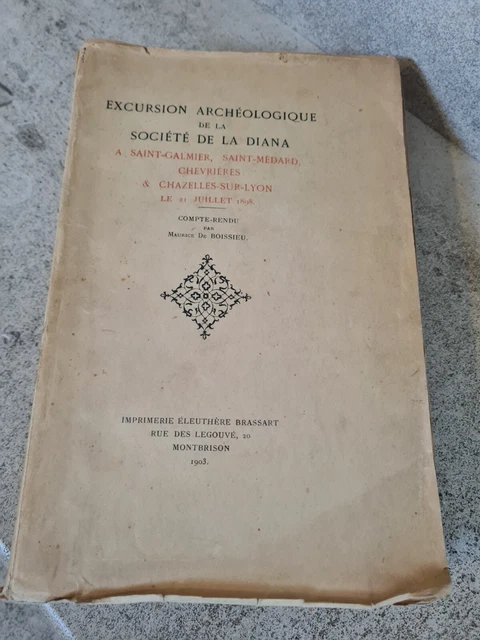 EXCURSION ARCHÉOLOGIQUE
DE LA
SOCIÉTÉ DE LA DIANA
A SAINT-GALMIER, SAINT-MÉDARD,
CHEVRIÈRES
& CHAZELLES-SUR-LYON
LE 21 JUILLET 1898.
COMPTE-RENDU
PAR
MAURICE DE BOISSIEU.
IMPRIMERIE ÉLEUTHÈRE BRASSART
RUE DES LEGOUVÉ, 20
MONTBRISON
1903.